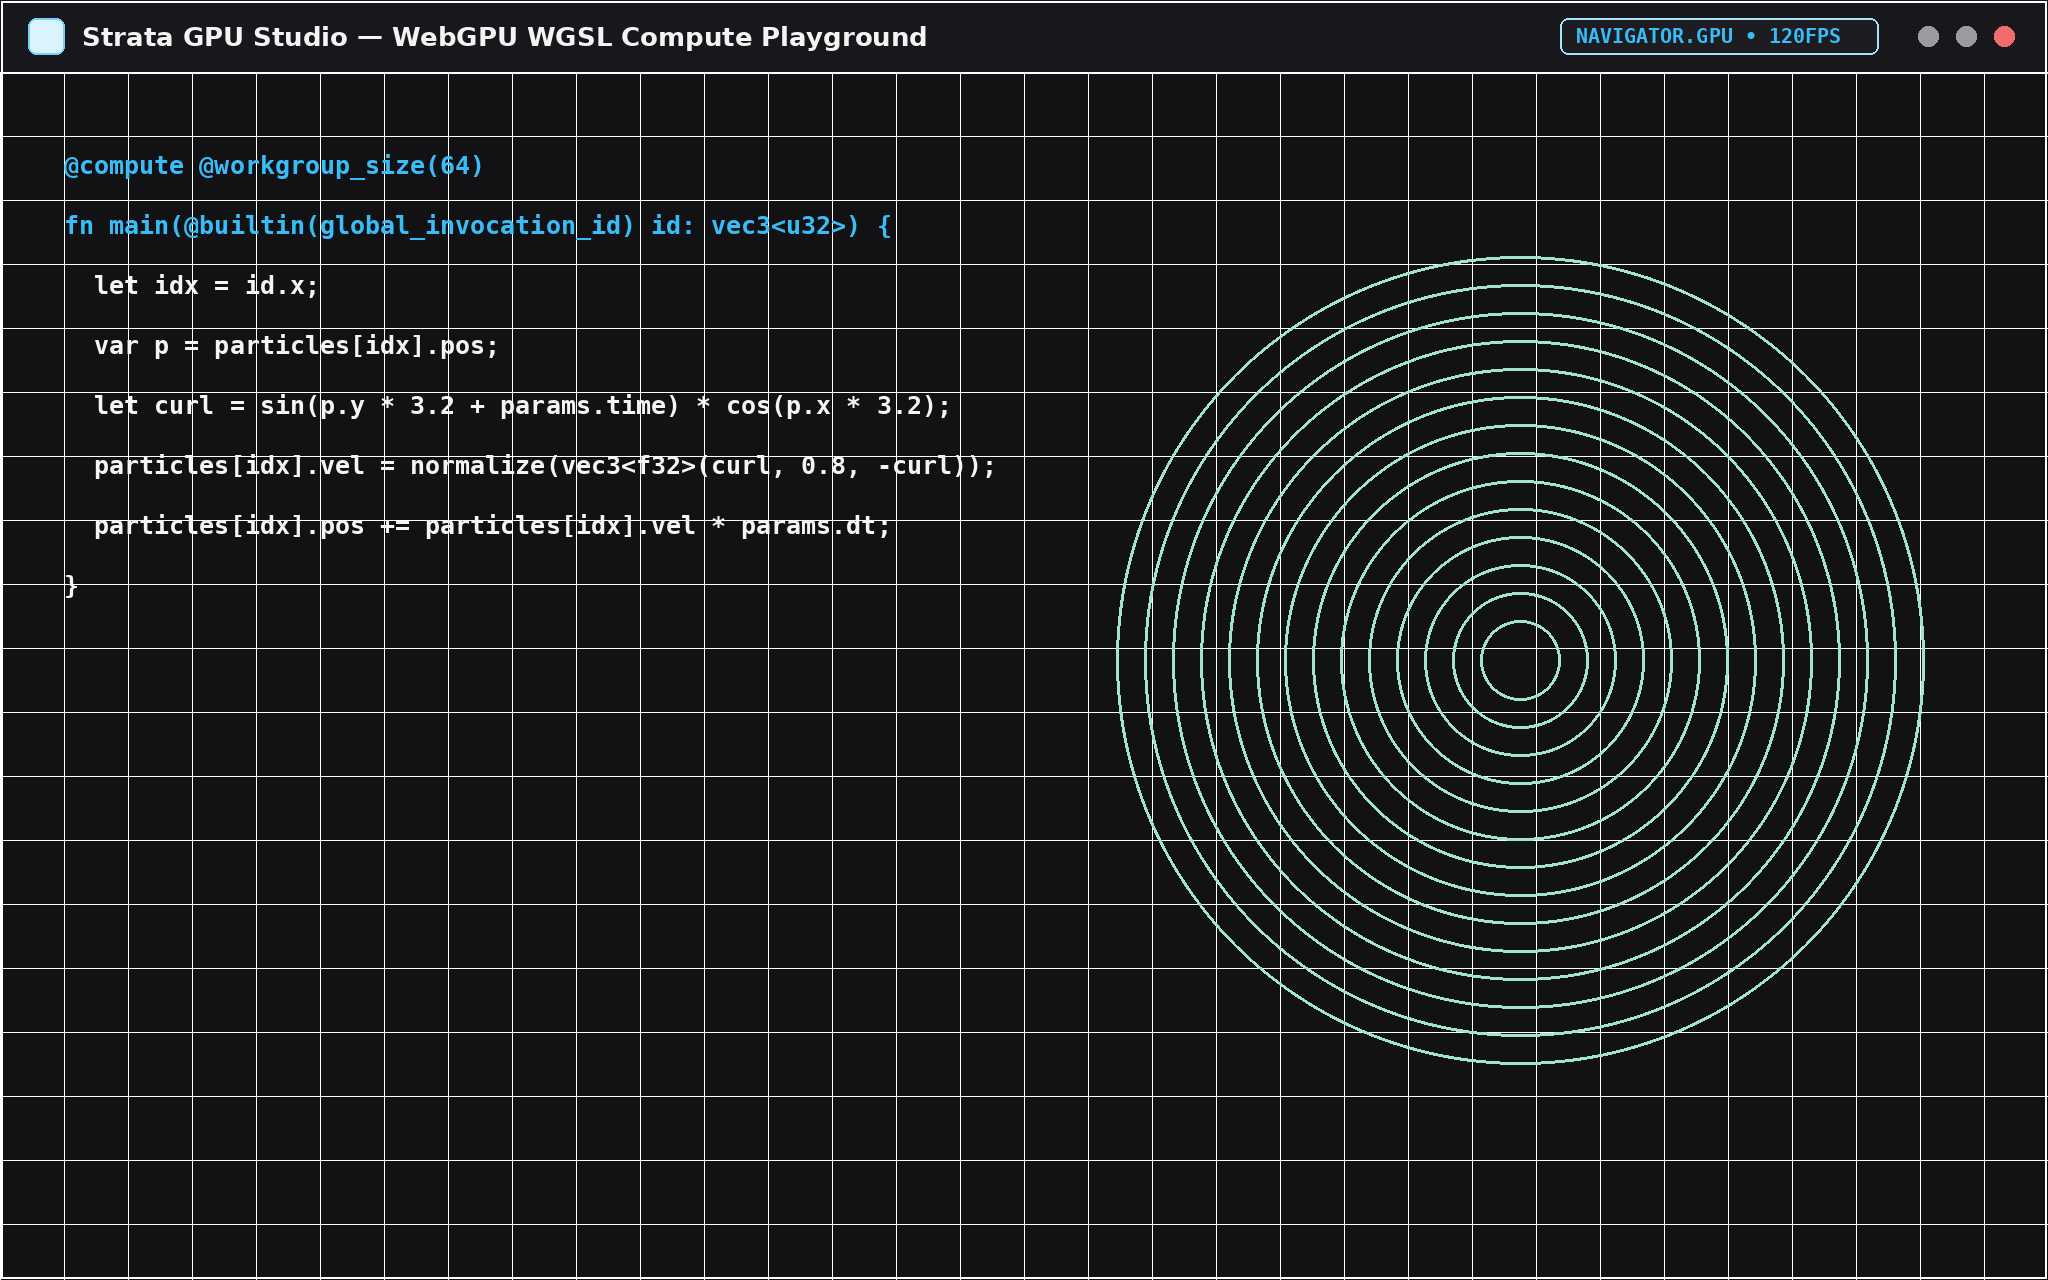 Strata GPU Studio — WebGPU WGSL Compute Playground
NAVIGATOR.GPU • 120FPS
@compute @workgroup_size(64)
fn main(@builtin(global_invocation_id) id: vec3<u32>) {
  let idx = id.x;
  var p = particles[idx].pos;
  let curl = sin(p.y * 3.2 + params.time) * cos(p.x * 3.2);
  particles[idx].vel = normalize(vec3<f32>(curl, 0.8, -curl));
  particles[idx].pos += particles[idx].vel * params.dt;
}